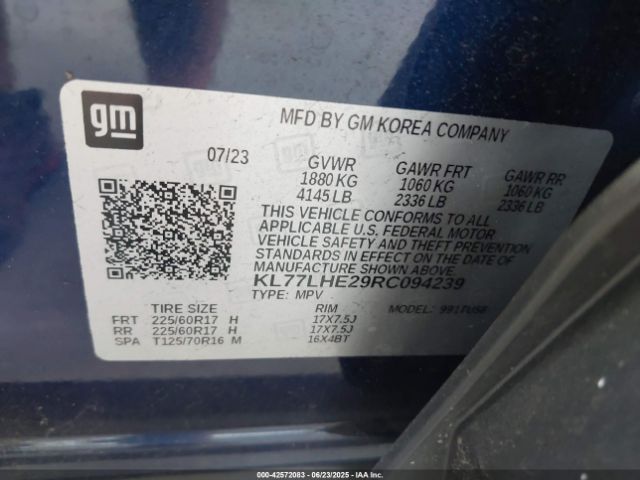 gm
MFD BY GM KOREA COMPANY
07/23
GVWR GAWR FRT GAWR RR
1880 KG 1060 KG 1060 KG
4145 LB 2336 LB 2336 LB
THIS VEHICLE CONFORMS TO ALL
APPLICABLE U.S. FEDERAL MOTOR
VEHICLE SAFETY AND THEFT PREVENTION
STANDARDS IN EFFECT ON THE DATE OF
MANUFACTURE SHOWN ABOVE.
KL77LHE29RC094239
TYPE: MPV MODEL:
TIRE SIZE RIM
FRT 225/60R17 H 17X7.5J
RR 225/60R17 H 17X7.5J
SPA T125/70R16 M 16X4BT
© - 42572083 - 06/23/2025 - IAAI